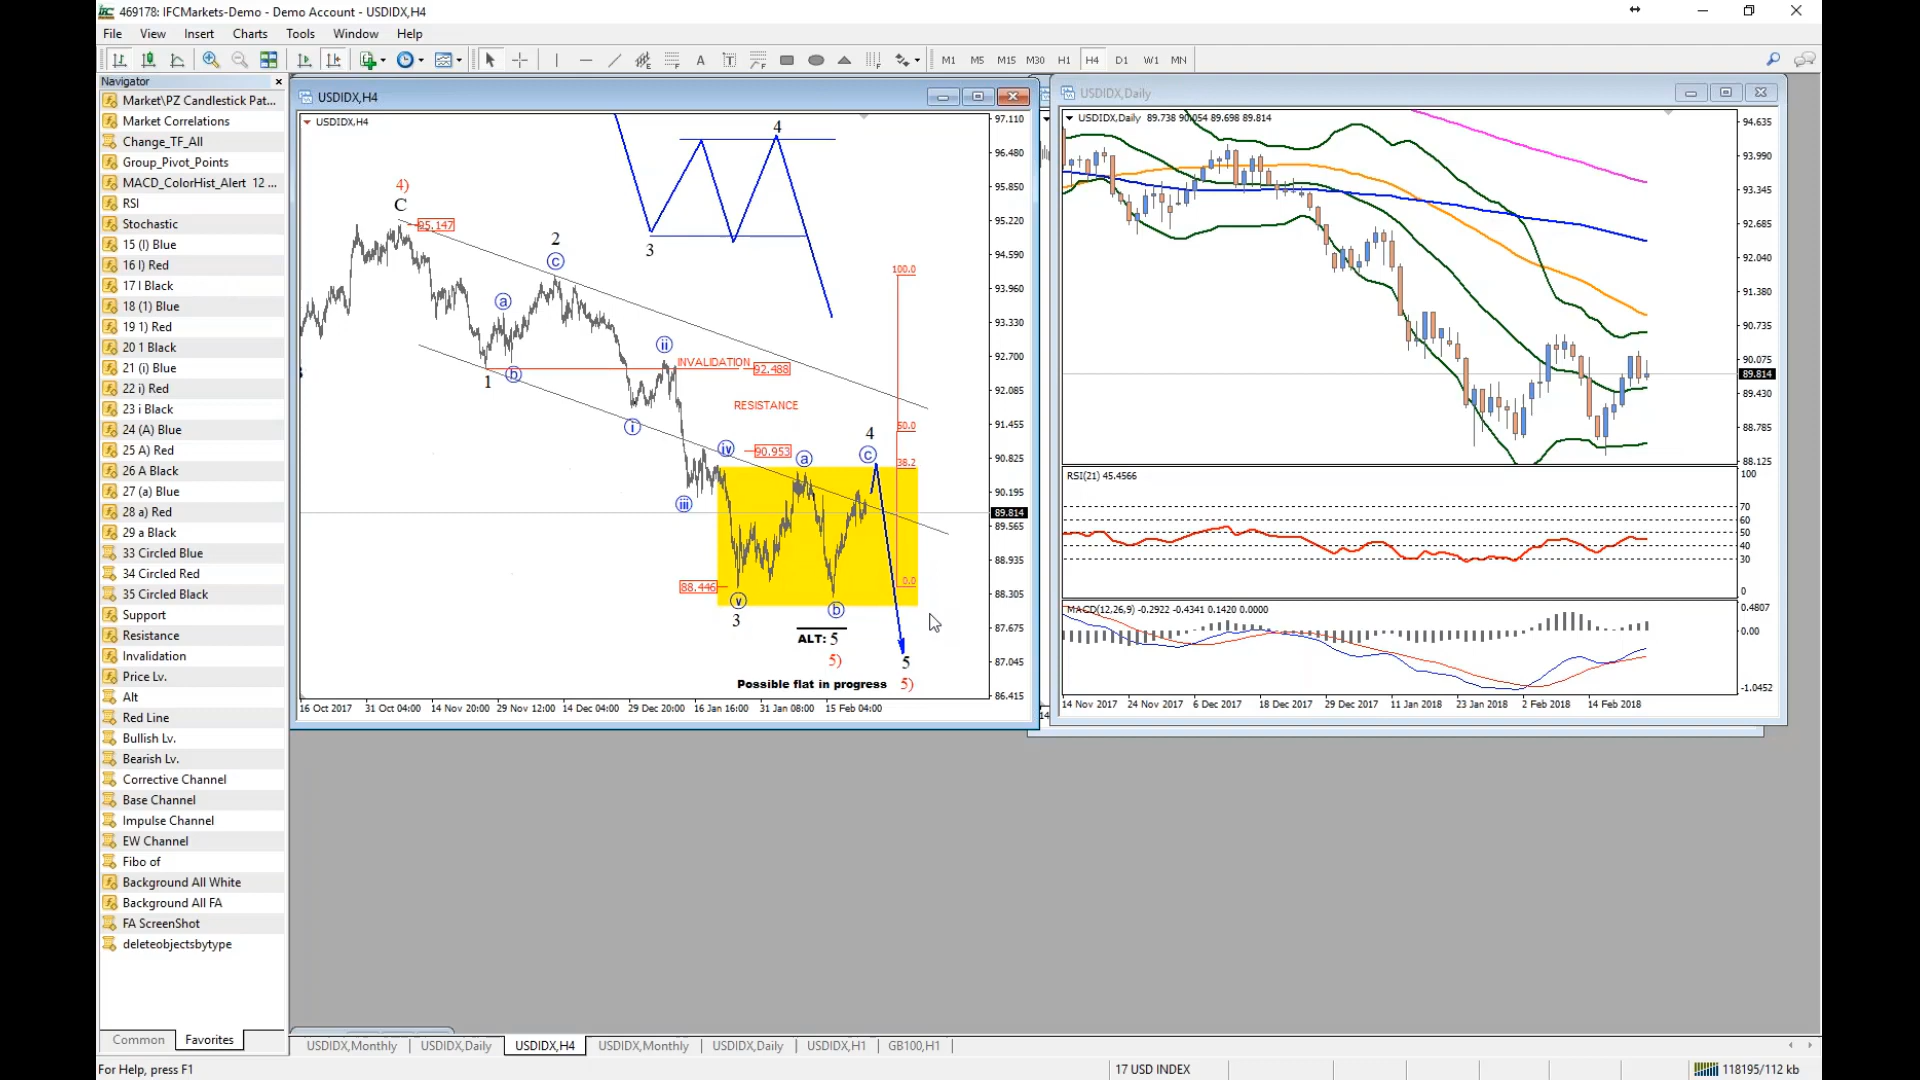 469178: IFCMarkets-Demo - Demo Account - USDIDX,H4
File View Insert Charts Tools Window Help
M1 M5 M15 M30 H1 H4 D1 W1 MN
Navigator
Market\PZ Candlestick Pat...
Market Correlations
Change_TF_All
Group_Pivot_Points
MACD_ColorHist_Alert 12 ...
RSI
Stochastic
15 (I) Blue
16 I) Red
17 I Black
18 (1) Blue
19 1) Red
20 1 Black
21 (i) Blue
22 i) Red
23 i Black
24 (A) Blue
25 A) Red
26 A Black
27 (a) Blue
28 a) Red
29 a Black
33 Circled Blue
34 Circled Red
35 Circled Black
Support
Resistance
Invalidation
Price Lv.
Alt
Red Line
Bullish Lv.
Bearish Lv.
Corrective Channel
Base Channel
Impulse Channel
EW Channel
Fibo of
Background All White
Background All FA
FA ScreenShot
deleteobjectsbytype
Common Favorites
USDIDX,H4
USDIDX,H4
4)
C
95.147
2
c
a
1
b
ii
INVALIDATION 92.488
RESISTANCE
i
iv
90.953
iii
a
4
c
88.446
v
3
b
ALT: 5
5)
Possible flat in progress
5
5)
3
4
100.0
50.0
38.2
0.0
97.110
96.480
95.850
95.220
94.590
93.960
93.330
92.700
92.085
91.455
90.825
90.195
89.814
89.565
88.935
88.305
87.675
87.045
86.415
16 Oct 2017 31 Oct 04:00 14 Nov 20:00 29 Nov 12:00 14 Dec 04:00 29 Dec 20:00 16 Jan 16:00 31 Jan 08:00 15 Feb 04:00
USDIDX,Daily
USDIDX,Daily 89.738 90.054 89.698 89.814
94.635
93.990
93.345
92.685
92.040
91.380
90.735
90.075
89.814
89.430
88.785
88.125
RSI(21) 45.4566
100
70
60
50
40
30
0
MACD(12,26,9) -0.2922 -0.4341 0.1420 0.0000
0.4807
0.00
-1.0452
14 Nov 2017 24 Nov 2017 6 Dec 2017 18 Dec 2017 29 Dec 2017 11 Jan 2018 23 Jan 2018 2 Feb 2018 14 Feb 2018
USDIDX,Monthly USDIDX,Daily USDIDX,H4 USDIDX,Monthly USDIDX,Daily USDIDX,H1 GB100,H1
For Help, press F1
17 USD INDEX
118195/112 kb